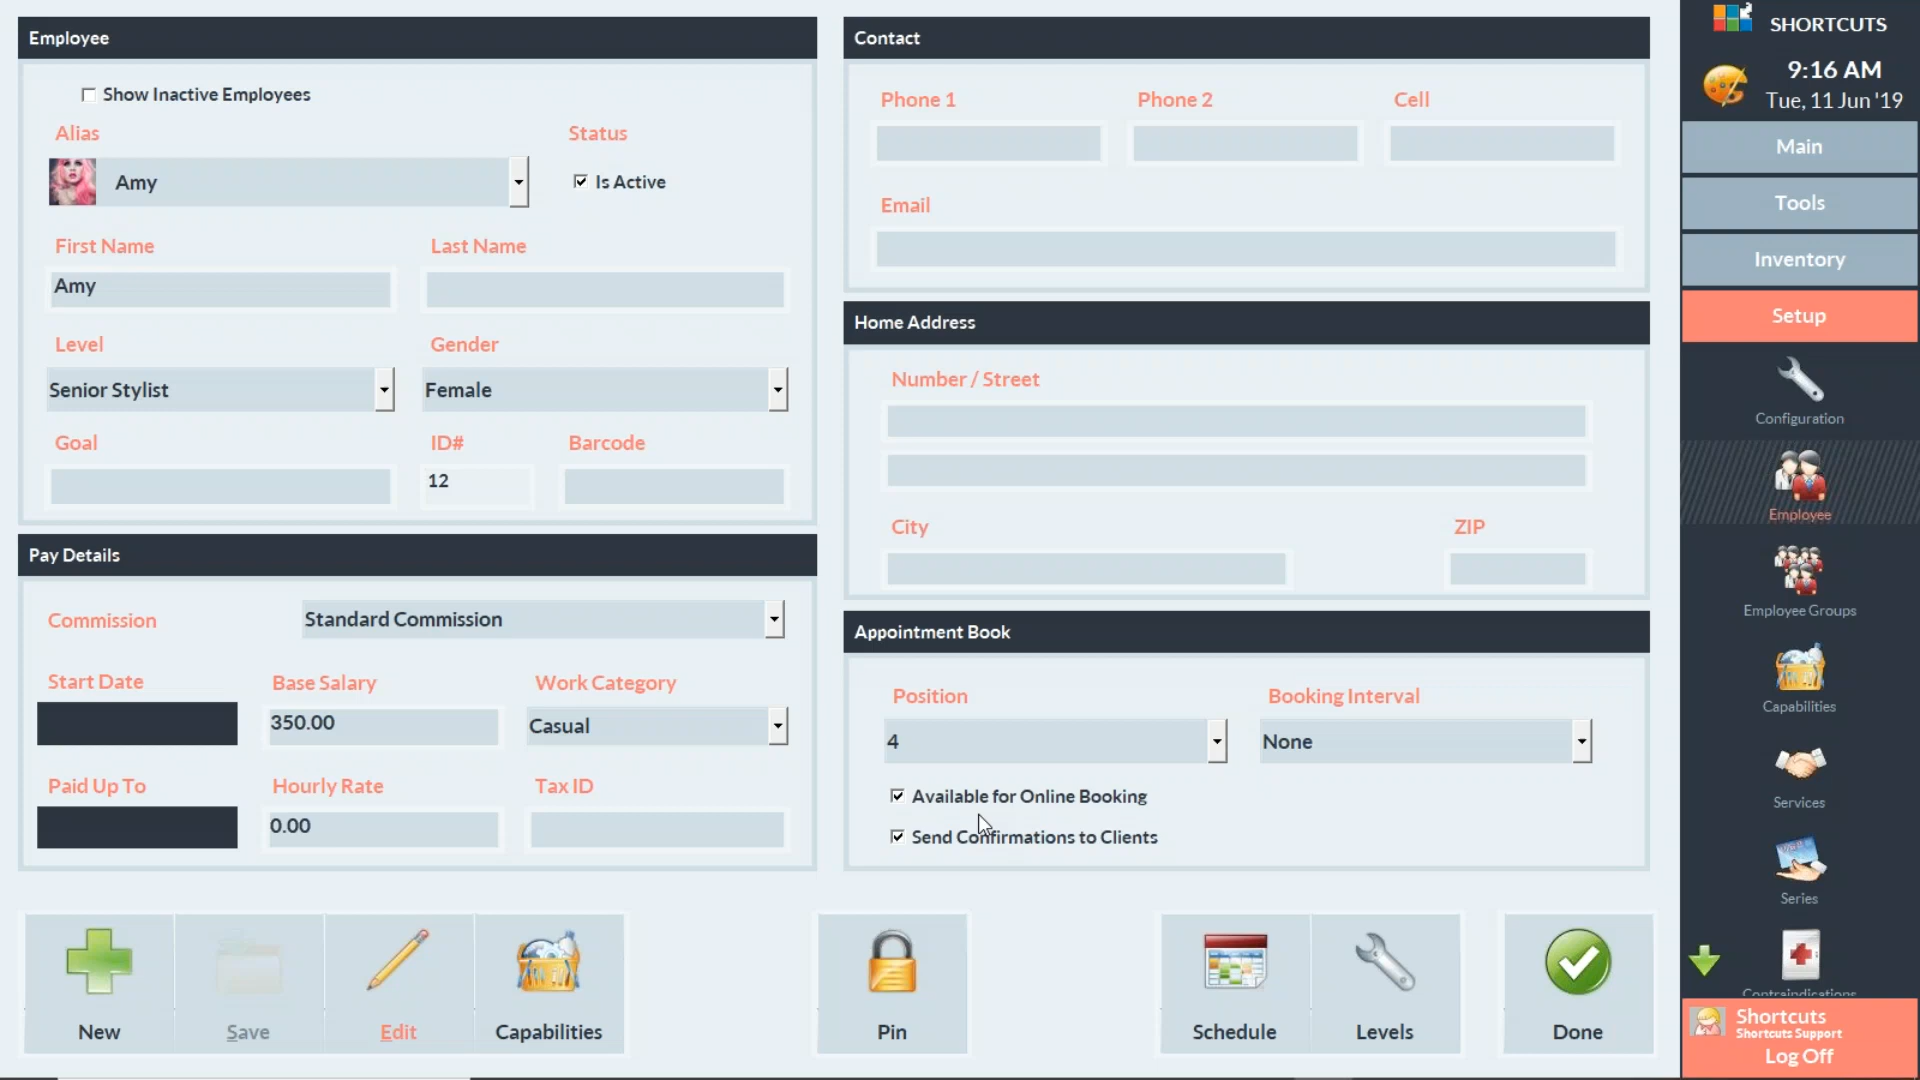 Employee
Show Inactive Employees
Alias
Status
Amy
Is Active
First Name
Last Name
Amy
Level
Gender
Senior Stylist
Female
Goal
ID#
Barcode
12
Pay Details
Commission
Standard Commission
Start Date
Base Salary
Work Category
350.00
Casual
Paid Up To
Hourly Rate
Tax ID
0.00
Contact
Phone 1
Phone 2
Cell
Email
Home Address
Number / Street
City
ZIP
Appointment Book
Position
Booking Interval
4
None
Available for Online Booking
Send Confirmations to Clients
New
Save
Edit
Capabilities
Pin
Schedule
Levels
Done
SHORTCUTS
9:16 AM
Tue, 11 Jun '19
Main
Tools
Inventory
Setup
Configuration
Employee
Employee Groups
Capabilities
Services
Series
Contraindications
Shortcuts
Shortcuts Support
Log Off